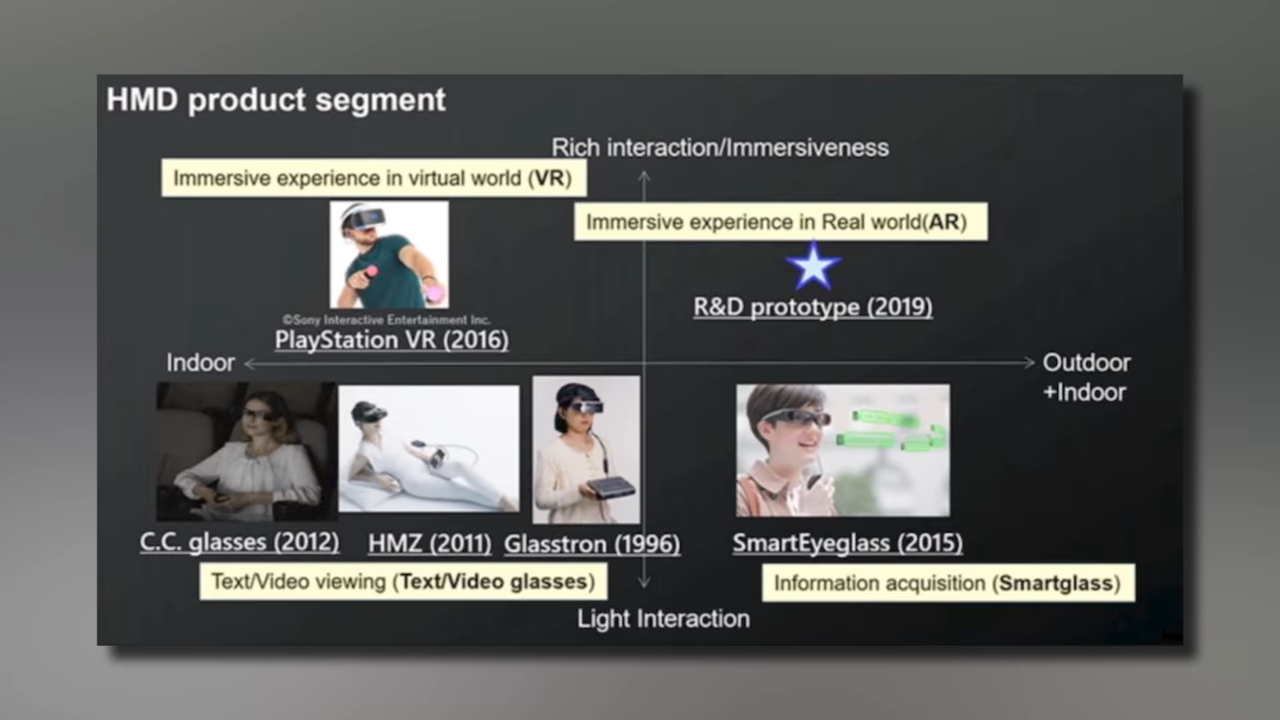 HMD product segment
Rich interaction/Immersiveness
Immersive experience in virtual world (VR)
Immersive experience in Real world(AR)
©Sony Interactive Entertainment Inc.
PlayStation VR (2016)
R&D prototype (2019)
Indoor
Outdoor
+Indoor
C.C. glasses (2012)
HMZ (2011)
Glasstron (1996)
SmartEyeglass (2015)
Text/Video viewing (Text/Video glasses)
Information acquisition (Smartglass)
Light Interaction